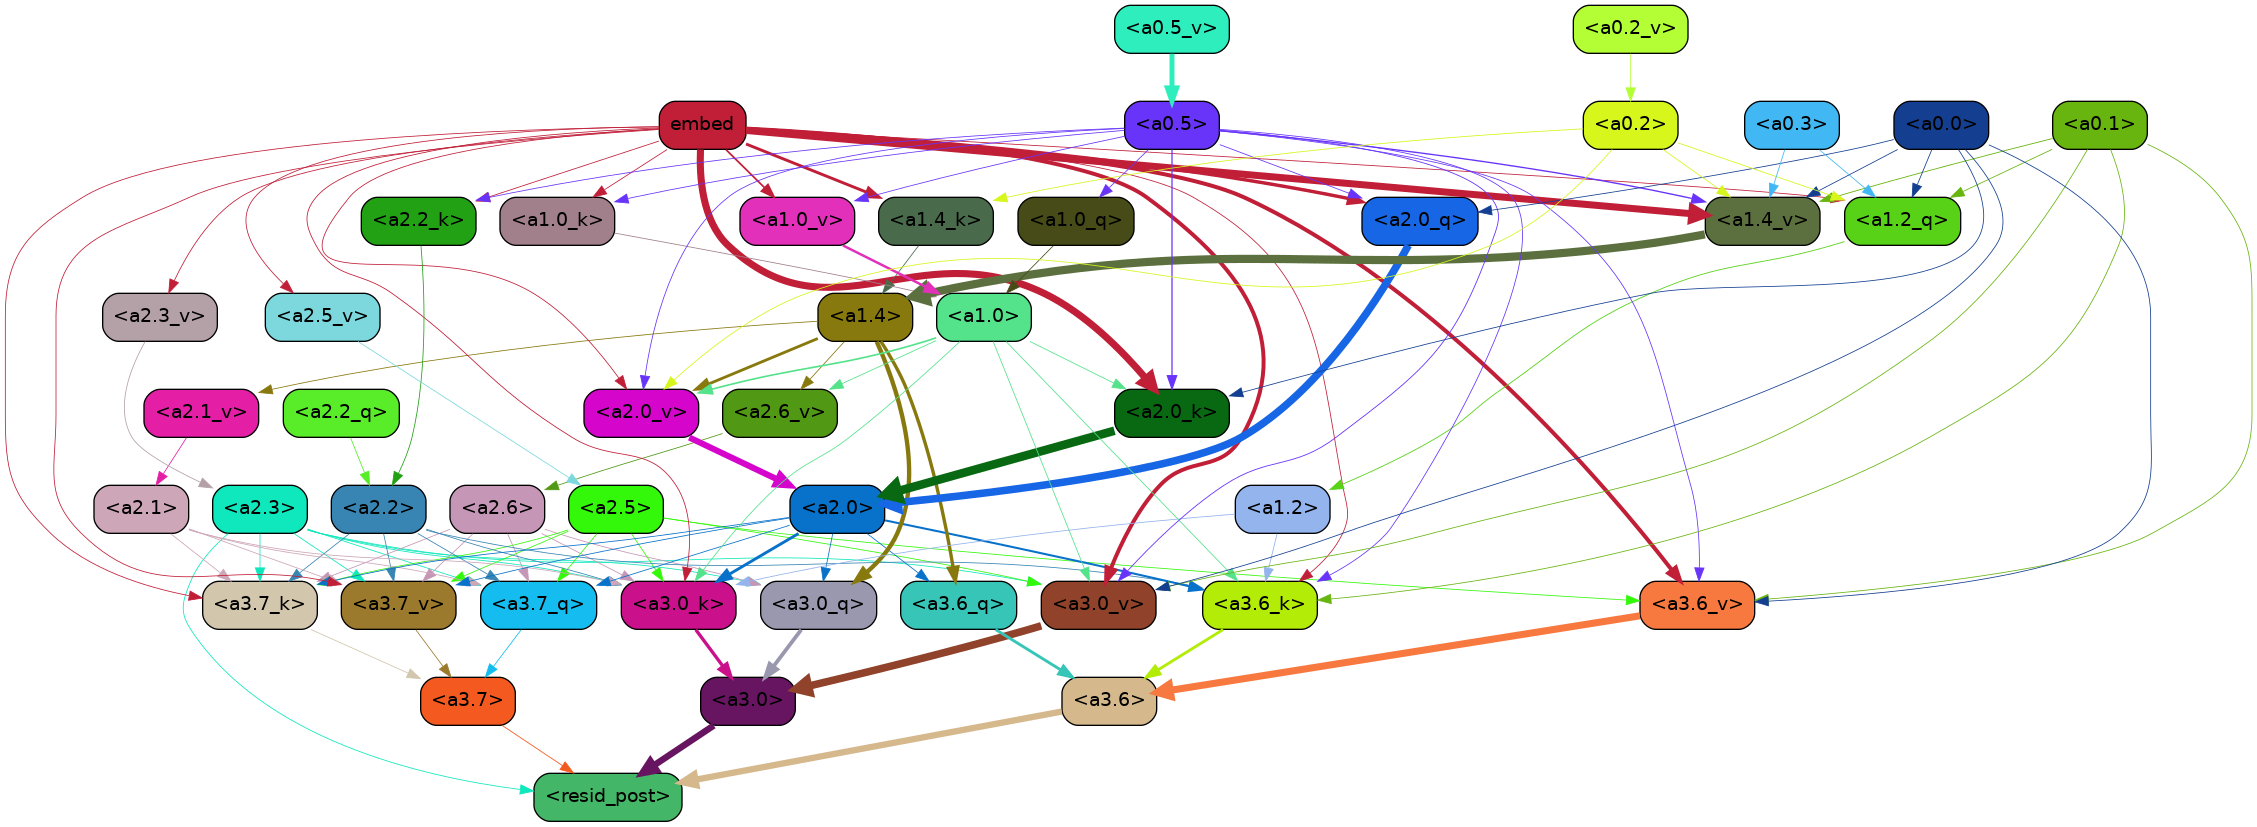 <a0.5_v> <a0.2_v>
embed <a0.5> <a0.2> <a0.3> <a0.0> <a0.1>
<a2.2_k> <a1.0_k> <a1.0_v> <a1.4_k> <a1.0_q> <a2.0_q> <a1.4_v> <a1.2_q>
<a2.3_v> <a2.5_v> <a1.4> <a1.0>
<a2.1_v> <a2.2_q> <a2.0_v> <a2.6_v> <a2.0_k>
<a2.1> <a2.3> <a2.2> <a2.6> <a2.5> <a2.0> <a1.2>
<a3.7_k> <a3.7_v> <a3.7_q> <a3.0_k> <a3.0_q> <a3.6_q> <a3.0_v> <a3.6_k> <a3.6_v>
<a3.7> <a3.0> <a3.6>
<resid_post>